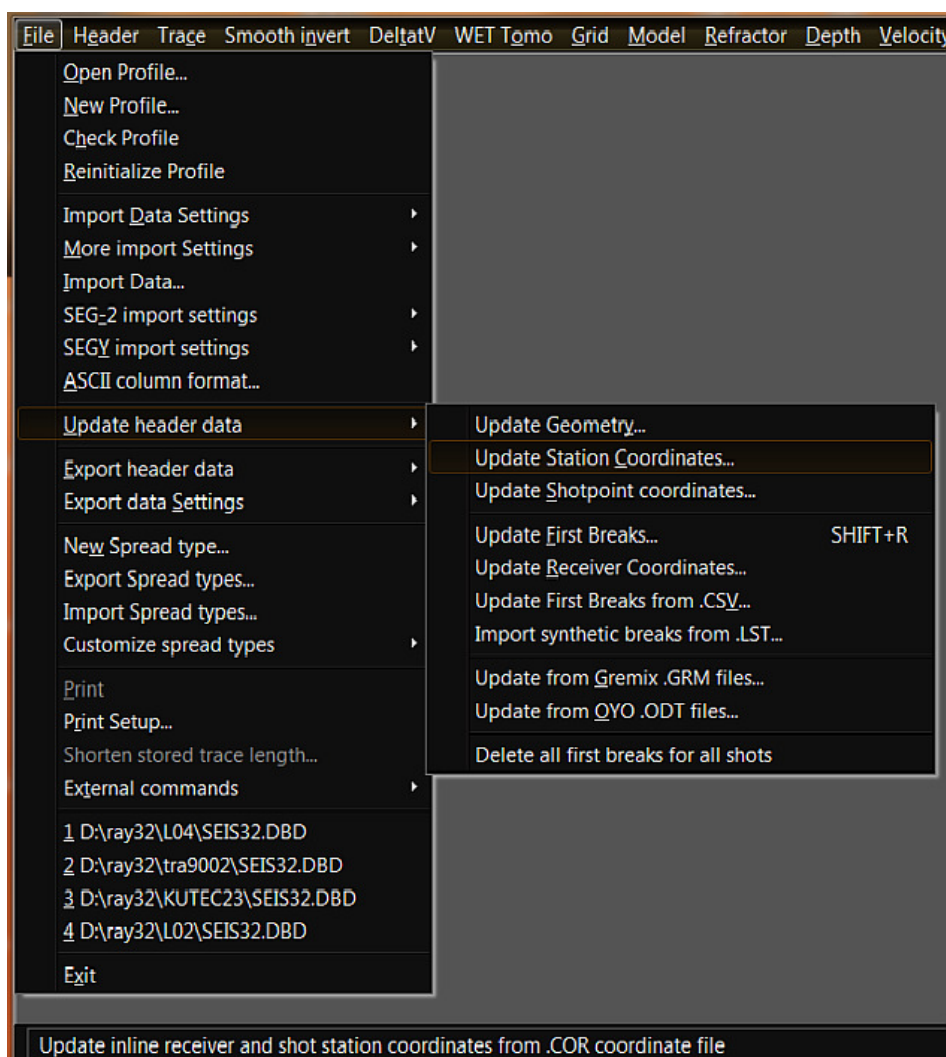 File Header Trace Smooth invert DeltatV WET Tomo Grid Model Refractor Depth Velocity
Open Profile...
New Profile...
Check Profile
Reinitialize Profile
Import Data Settings
More import Settings
Import Data...
SEG-2 import settings
SEGY import settings
ASCII column format...
Update header data
Export header data
Export data Settings
New Spread type...
Export Spread types...
Import Spread types...
Customize spread types
Print
Print Setup...
Shorten stored trace length...
External commands
1 D:\ray32\L04\SEIS32.DBD
2 D:\ray32\tra9002\SEIS32.DBD
3 D:\ray32\KUTEC23\SEIS32.DBD
4 D:\ray32\L02\SEIS32.DBD
Exit
Update Geometry...
Update Station Coordinates...
Update Shotpoint coordinates...
Update First Breaks... SHIFT+R
Update Receiver Coordinates...
Update First Breaks from .CSV...
Import synthetic breaks from .LST...
Update from Gremix .GRM files...
Update from OYO .ODT files...
Delete all first breaks for all shots
Update inline receiver and shot station coordinates from .COR coordinate file